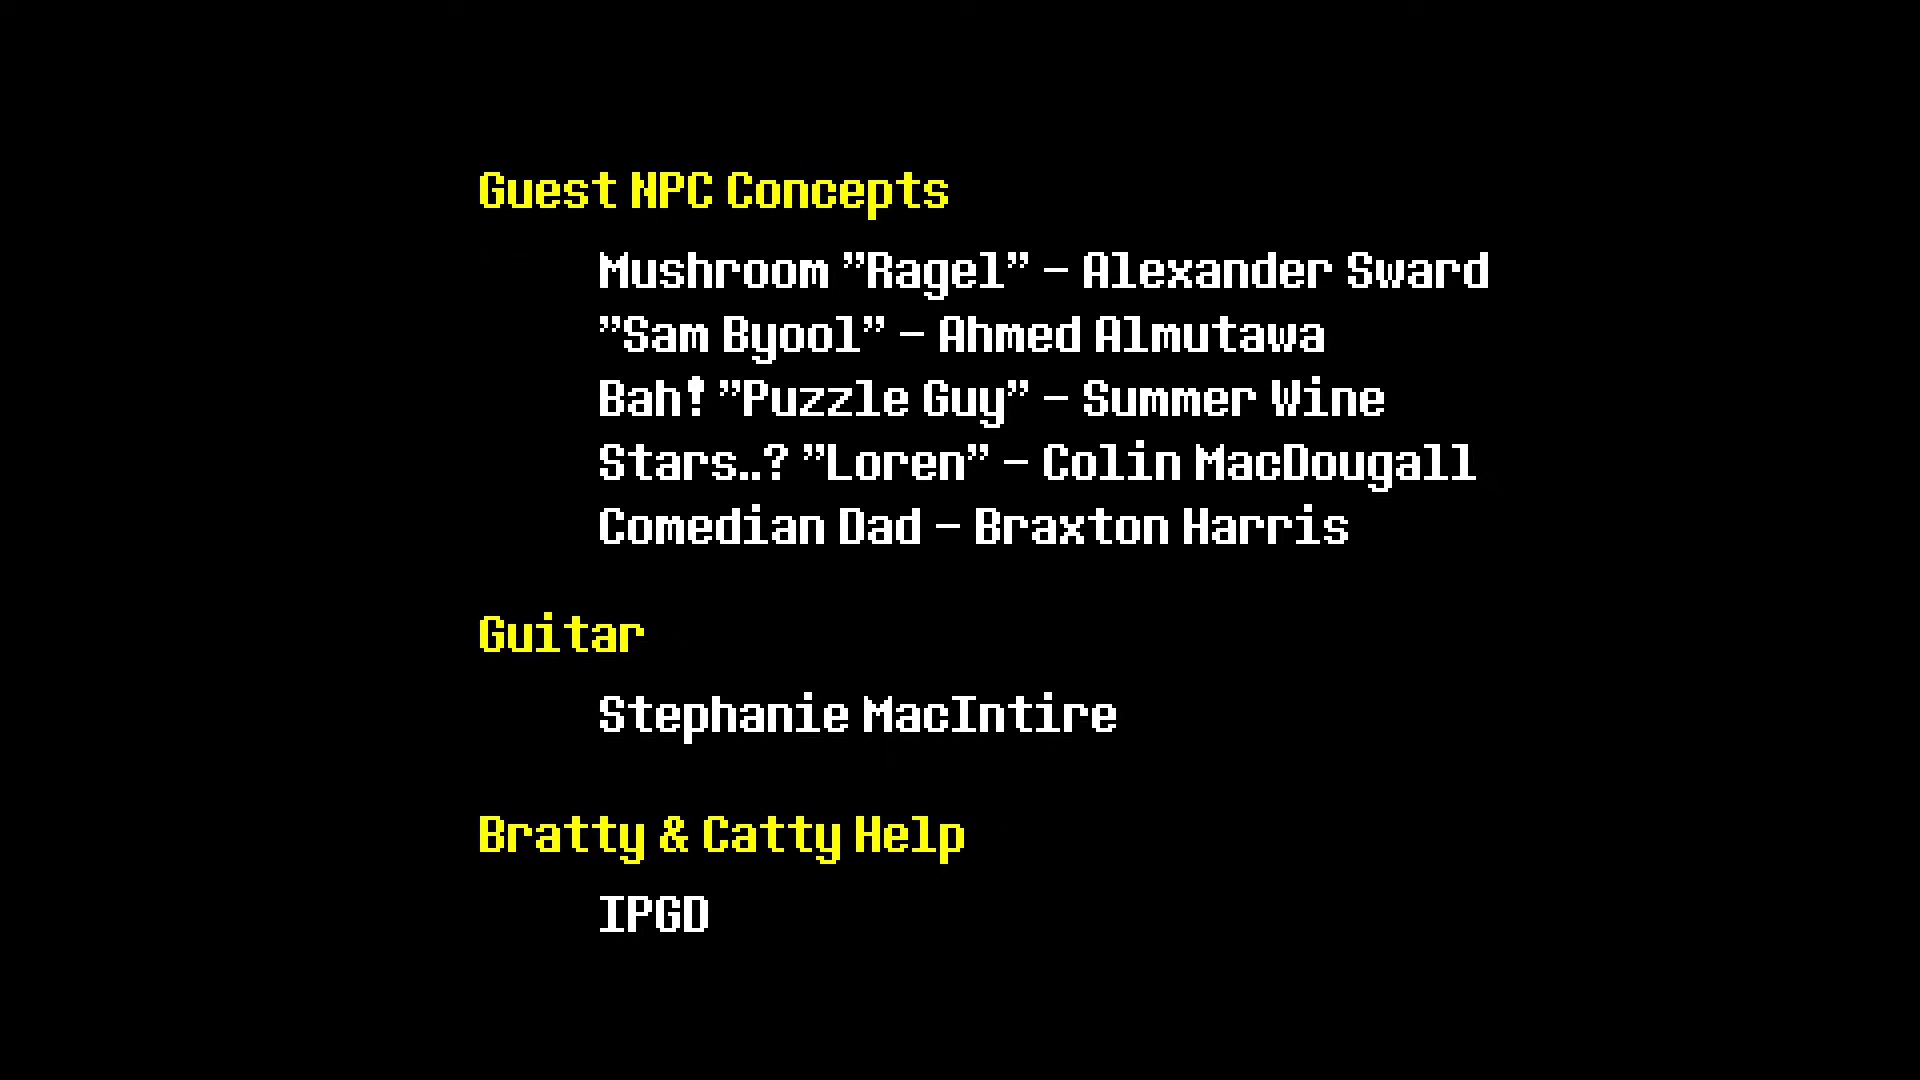 Guest NPC Concepts
Mushroom "Ragel" - Alexander Sward
"Sam Byool" - Ahmed Almutawa
Bah! "Puzzle Guy" - Summer Wine
Stars..? "Loren" - Colin MacDougall
Comedian Dad - Braxton Harris
Guitar
Stephanie MacIntire
Bratty & Catty Help
IPGD